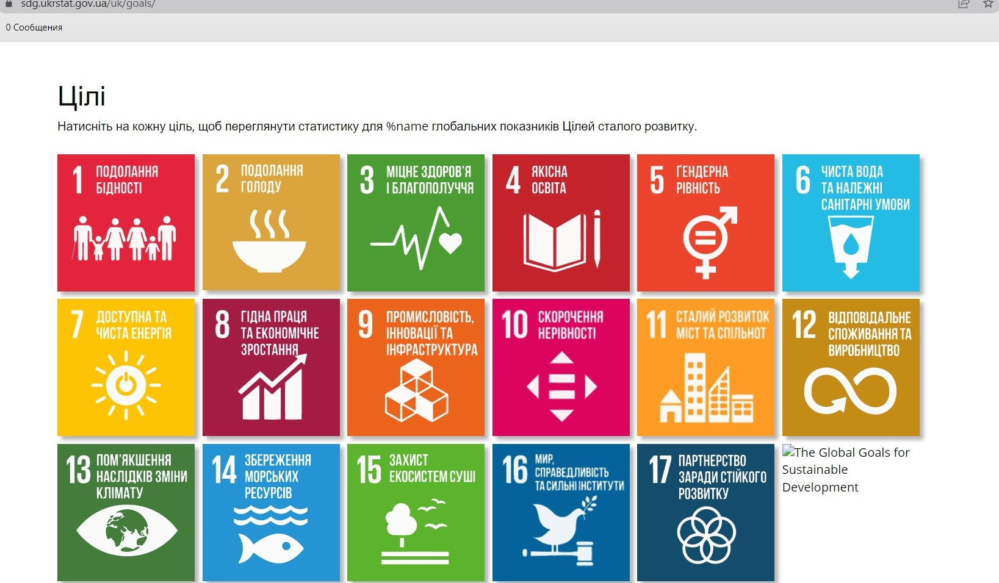 sdg.ukrstat.gov.ua/uk/goals/
0 Сообщения
Цілі
Натисніть на кожну ціль, щоб переглянути статистику для %name глобальних показників Цілей сталого розвитку.
1 ПОДОЛАННЯ
БІДНОСТІ
2 ПОДОЛАННЯ
ГОЛОДУ
3 МІЦНЕ ЗДОРОВ'Я
І БЛАГОПОЛУЧЧЯ
4 ЯКІСНА
ОСВІТА
5 ҐЕНДЕРНА
РІВНІСТЬ
6 ЧИСТА ВОДА
ТА НАЛЕЖНІ
САНІТАРНІ УМОВИ
7 ДОСТУПНА ТА
ЧИСТА ЕНЕРГІЯ
8 ГІДНА ПРАЦЯ
ТА ЕКОНОМІЧНЕ
ЗРОСТАННЯ
9 ПРОМИСЛОВІСТЬ,
ІННОВАЦІЇ ТА
ІНФРАСТРУКТУРА
10 СКОРОЧЕННЯ
НЕРІВНОСТІ
11 СТАЛИЙ РОЗВИТОК
МІСТ ТА СПІЛЬНОТ
12 ВІДПОВІДАЛЬНЕ
СПОЖИВАННЯ ТА
ВИРОБНИЦТВО
13 ПОМ'ЯКШЕННЯ
НАСЛІДКІВ ЗМІНИ
КЛІМАТУ
14 ЗБЕРЕЖЕННЯ
МОРСЬКИХ
РЕСУРСІВ
15 ЗАХИСТ
ЕКОСИСТЕМ СУШІ
16 МИР,
СПРАВЕДЛИВІСТЬ
ТА СИЛЬНІ ІНСТИТУТИ
17 ПАРТНЕРСТВО
ЗАРАДИ СТІЙКОГО
РОЗВИТКУ
The Global Goals for
Sustainable
Development